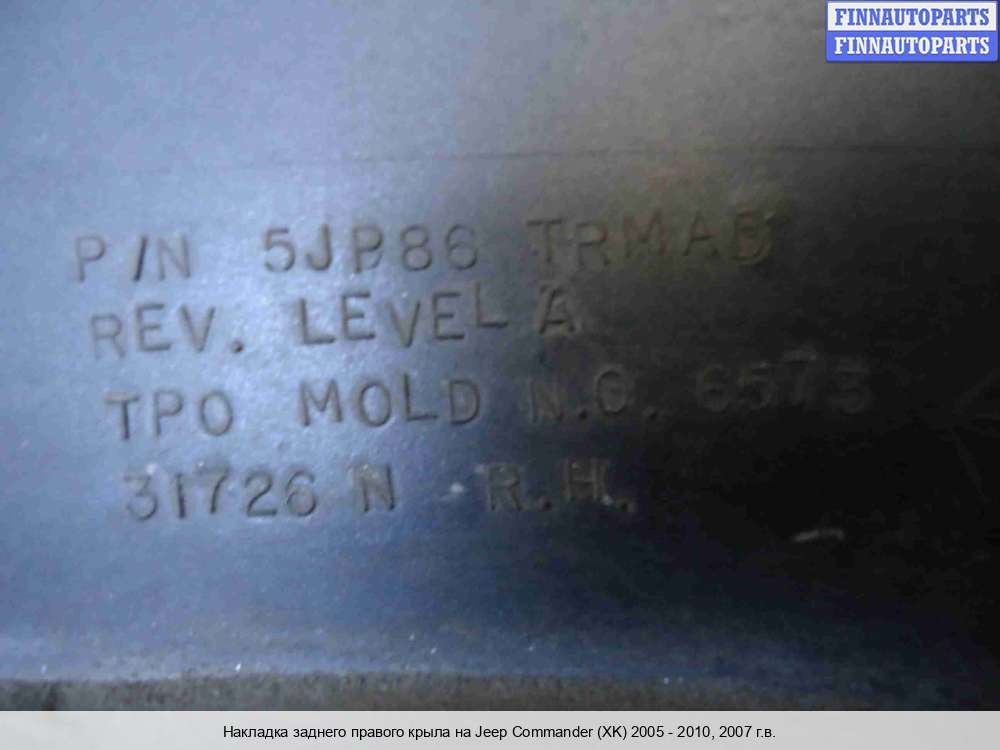 FINNAUTOPARTS
FINNAUTOPARTS
P/N 5JP86 TRMAB
REV. LEVEL A
TPO MOLD N.O. 6573
31726 N R.H.
Накладка заднего правого крыла на Jeep Commander (XK) 2005 - 2010, 2007 г.в.